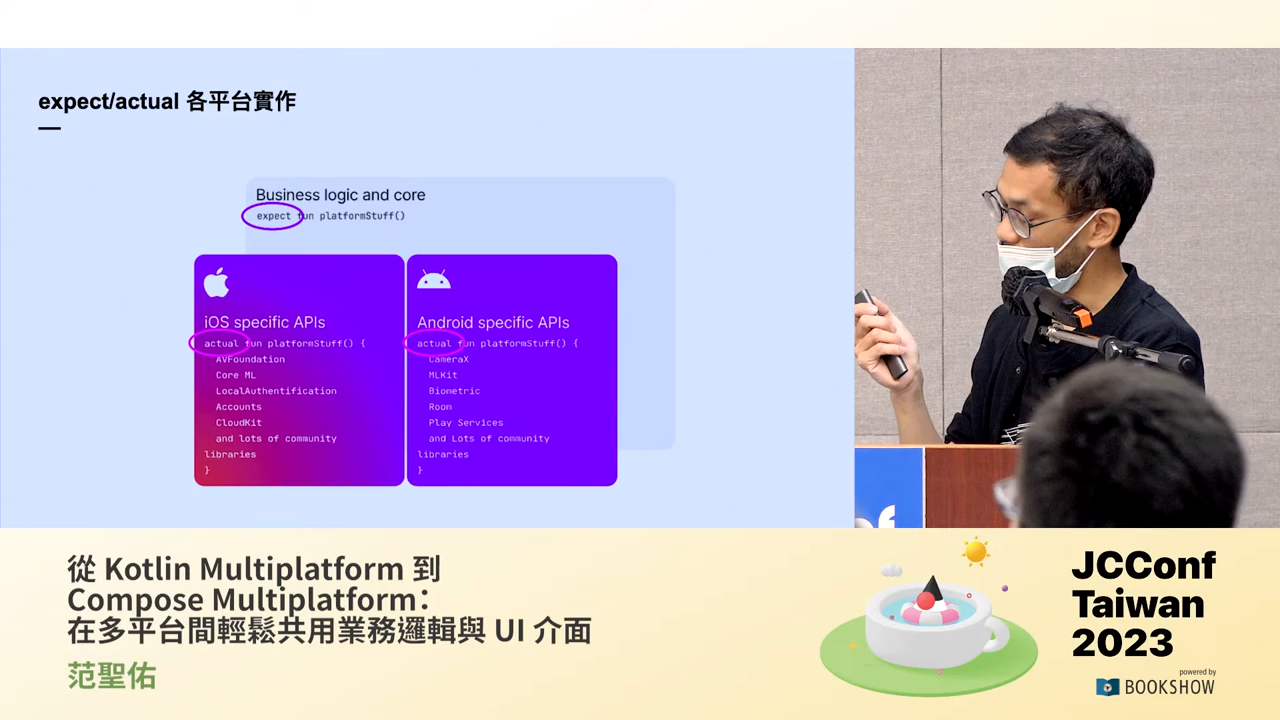 expect/actual 各平台實作
Business logic and core
expect fun platformStuff()
iOS specific APIs
actual fun platformStuff() {
AVFoundation
Core ML
LocalAuthentification
Accounts
CloudKit
and lots of community
libraries
}
Android specific APIs
actual fun platformStuff() {
CameraX
MLKit
Biometric
Room
Play Services
and Lots of community
libraries
}
從 Kotlin Multiplatform 到
Compose Multiplatform：
在多平台間輕鬆共用業務邏輯與 UI 介面
范聖佑
JCConf
Taiwan
2023
powered by
BOOKSHOW